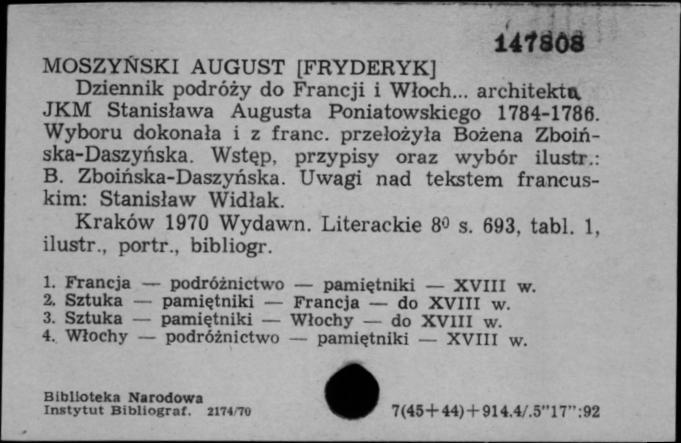 147808
MOSZYŃSKI AUGUST [FRYDERYK]
Dziennik podróży do Francji i Włoch... architekta
JKM Stanisława Augusta Poniatowskiego 1784-1786.
Wyboru dokonała i z franc. przełożyła Bożena Zboiń-
ska-Daszyńska. Wstęp, przypisy oraz wybór ilustr.:
B. Zboińska-Daszyńska. Uwagi nad tekstem francus-
kim: Stanisław Widłak.
Kraków 1970 Wydawn. Literackie 8⁰ s. 693, tabl. 1,
ilustr., portr., bibliogr.
1. Francja — podróżnictwo — pamiętniki — XVIII w.
2. Sztuka — pamiętniki — Francja — do XVIII w.
3. Sztuka — pamiętniki — Włochy — do XVIII w.
4. Włochy — podróżnictwo — pamiętniki — XVIII w.
Biblioteka Narodowa
Instytut Bibliograf. 2174/70
7(45+44)+914.4/.5"17":92